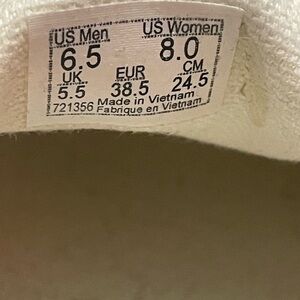 US Men US Women
6.5 8.0
UK EUR CM
5.5 38.5 24.5
721356 Made in Vietnam
Fabriqué en Vietnam